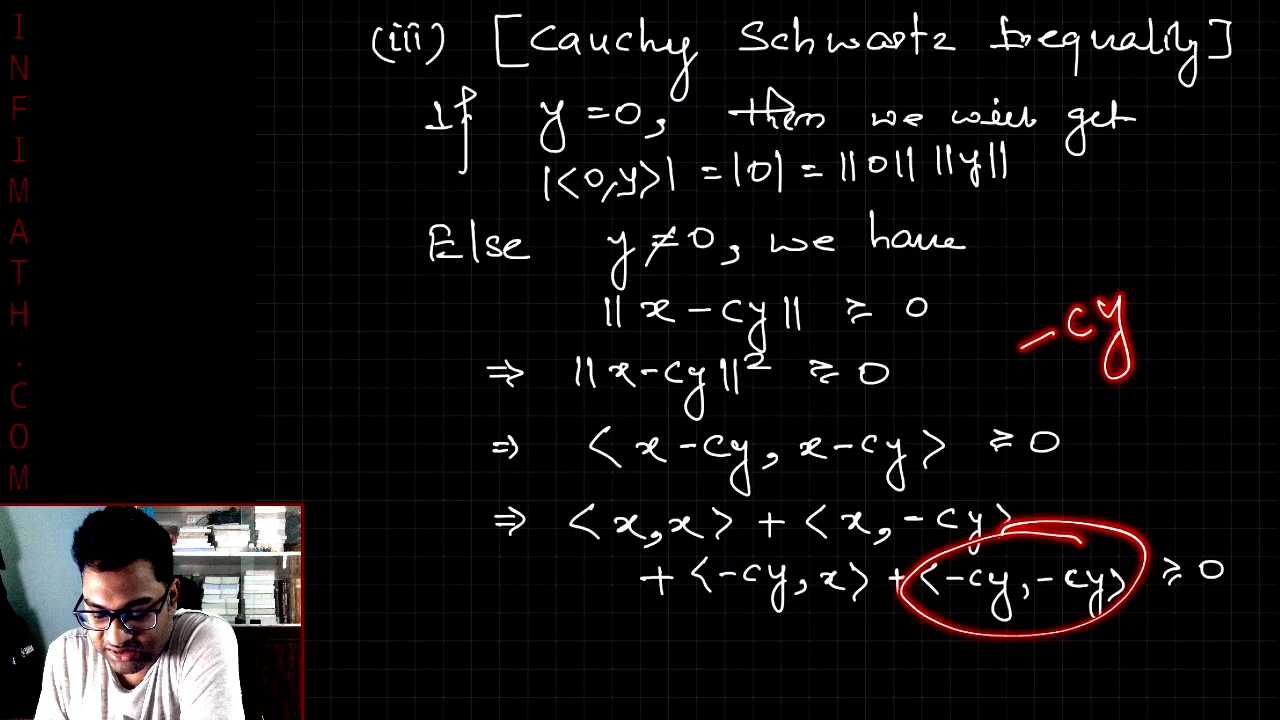 INFIMATH.COM
(iii) [Cauchy Schwartz Inequality]
If y = 0, then we will get
|<0,y>| = |0| = ||0|| ||y||
Else y ≠ 0, we have
||x - cy|| ≥ 0
-cy
⇒ ||x-cy||² ≥ 0
⇒ <x-cy, x-cy> ≥ 0
⇒ <x,x> + <x,-cy>
+ <-cy,x> + <-cy,-cy> ≥ 0